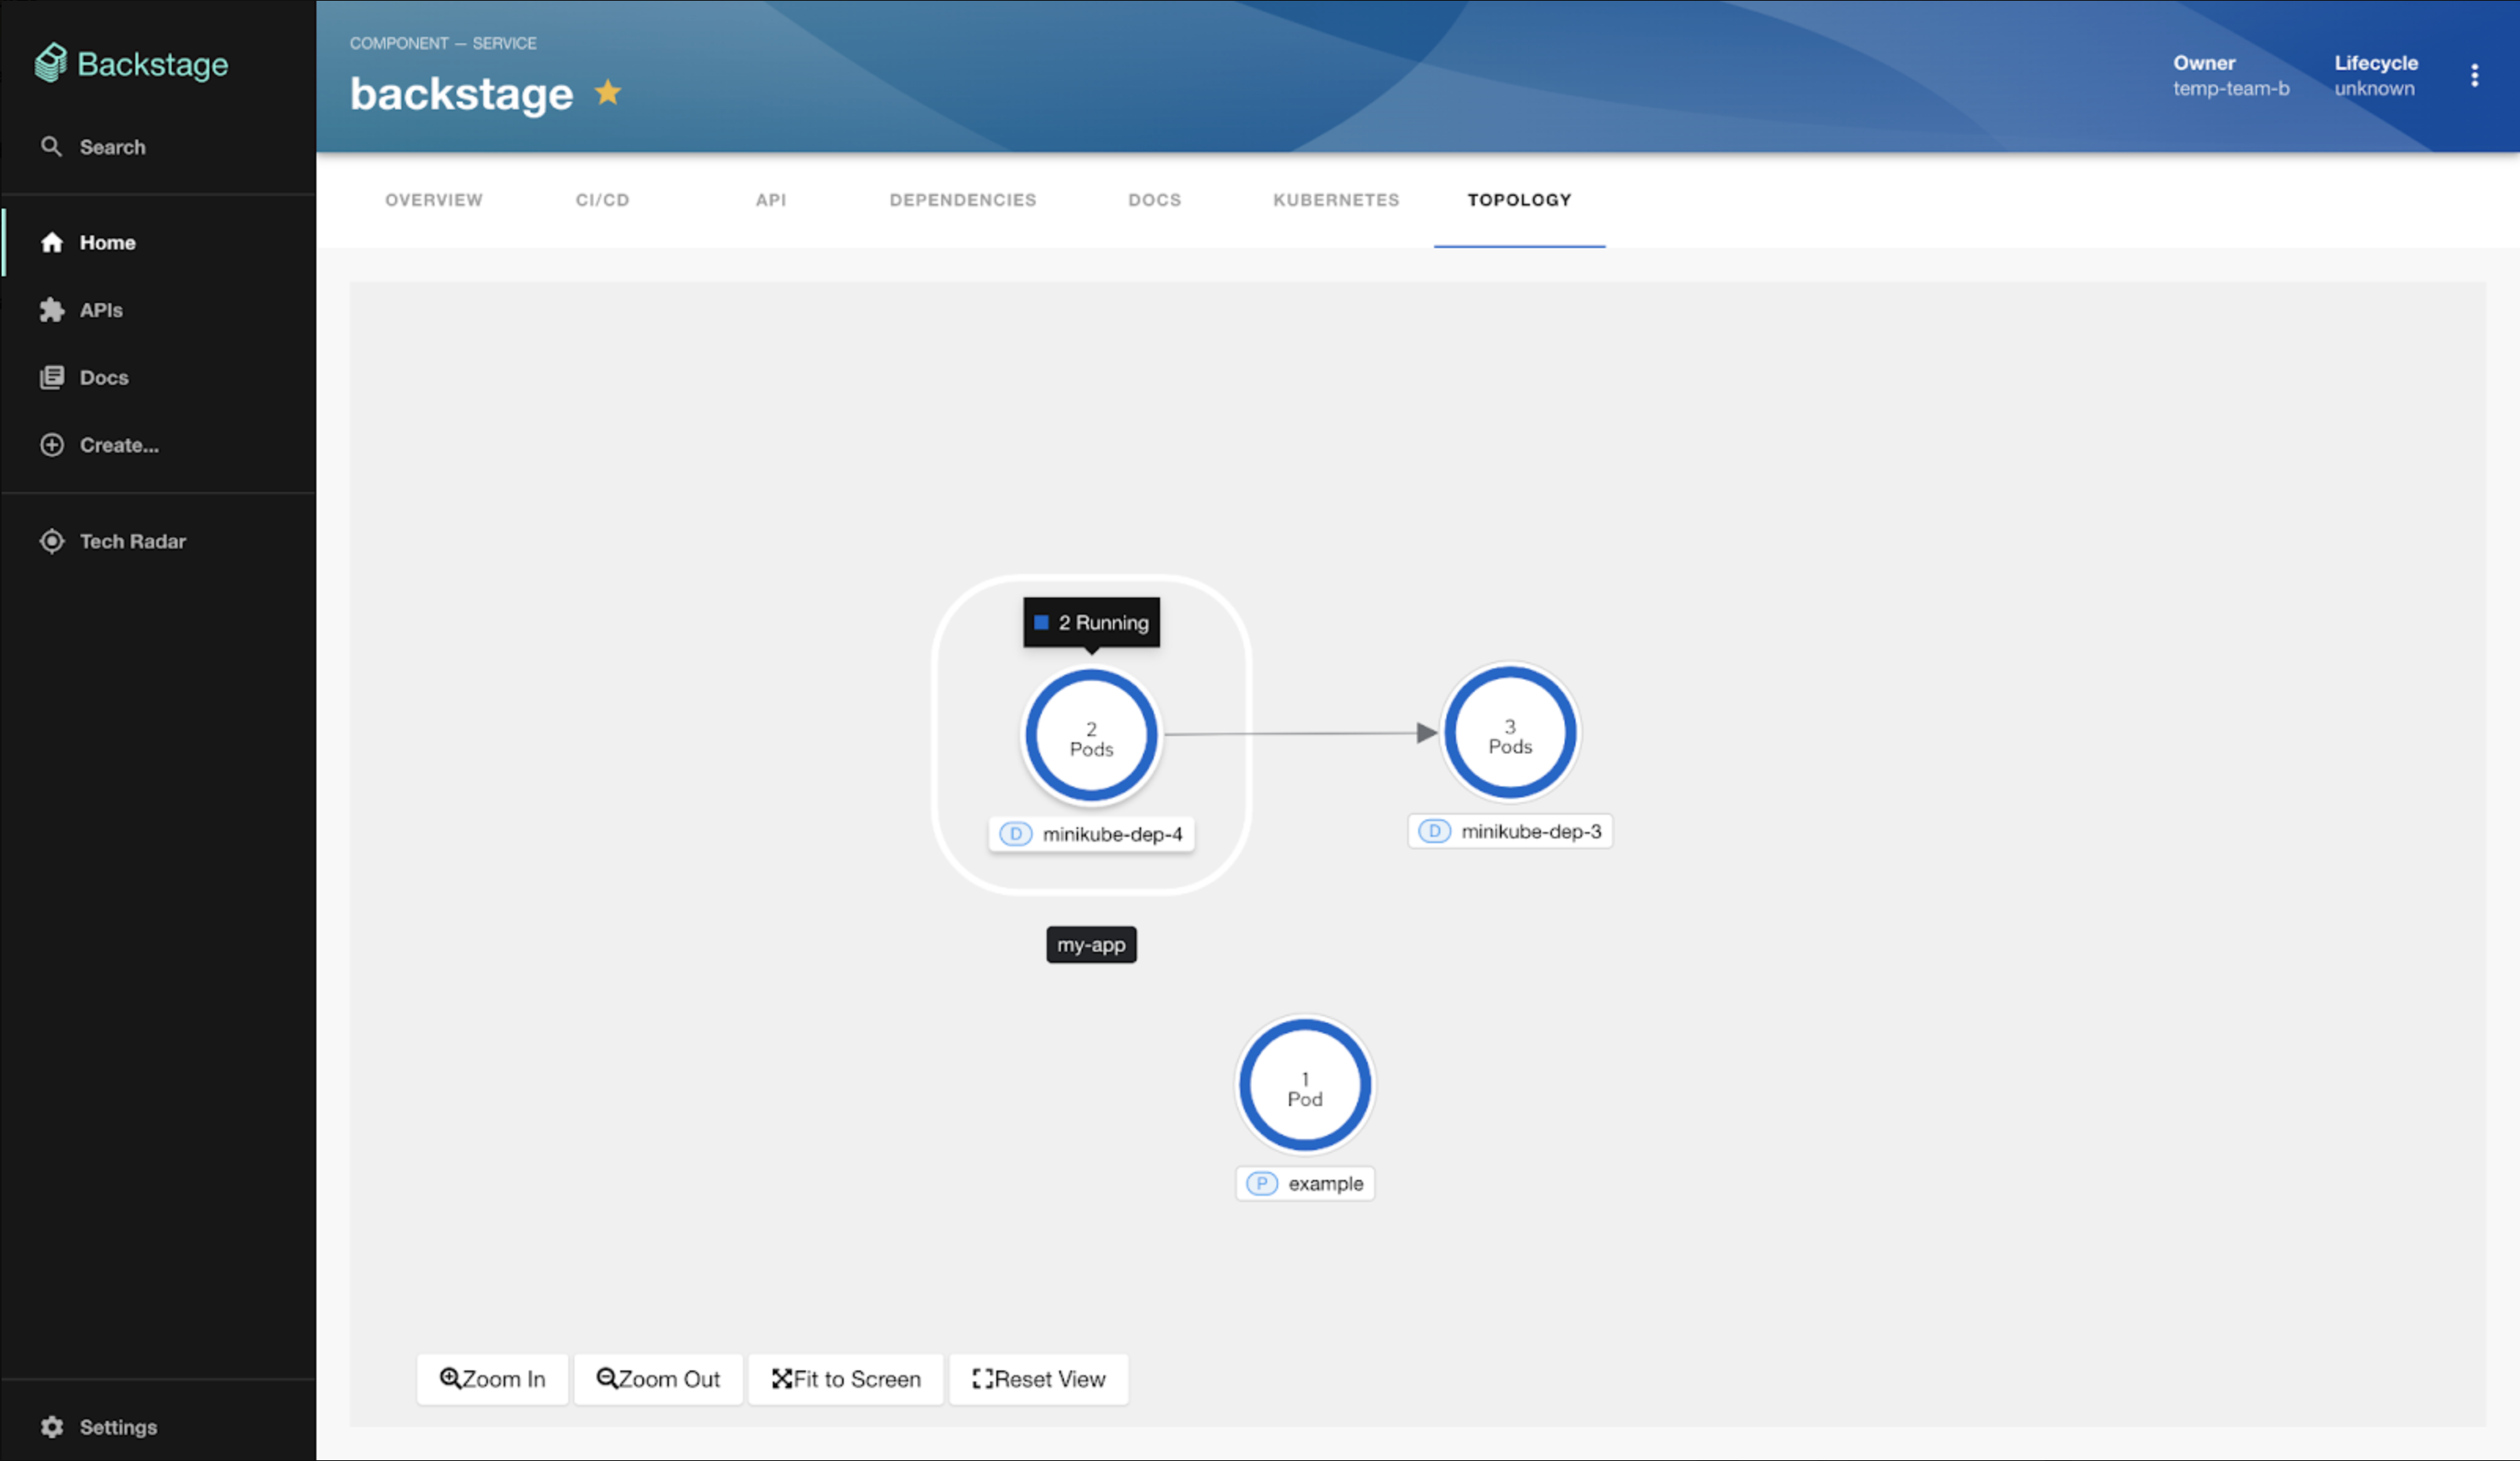 Backstage
Search
Home
APIs
Docs
Create...
Tech Radar
Settings
COMPONENT — SERVICE
backstage
Owner
temp-team-b
Lifecycle
unknown
OVERVIEW
CI/CD
API
DEPENDENCIES
DOCS
KUBERNETES
TOPOLOGY
2 Running
2
Pods
D minikube-dep-4
my-app
3
Pods
D minikube-dep-3
1
Pod
P example
Zoom In
Zoom Out
Fit to Screen
Reset View